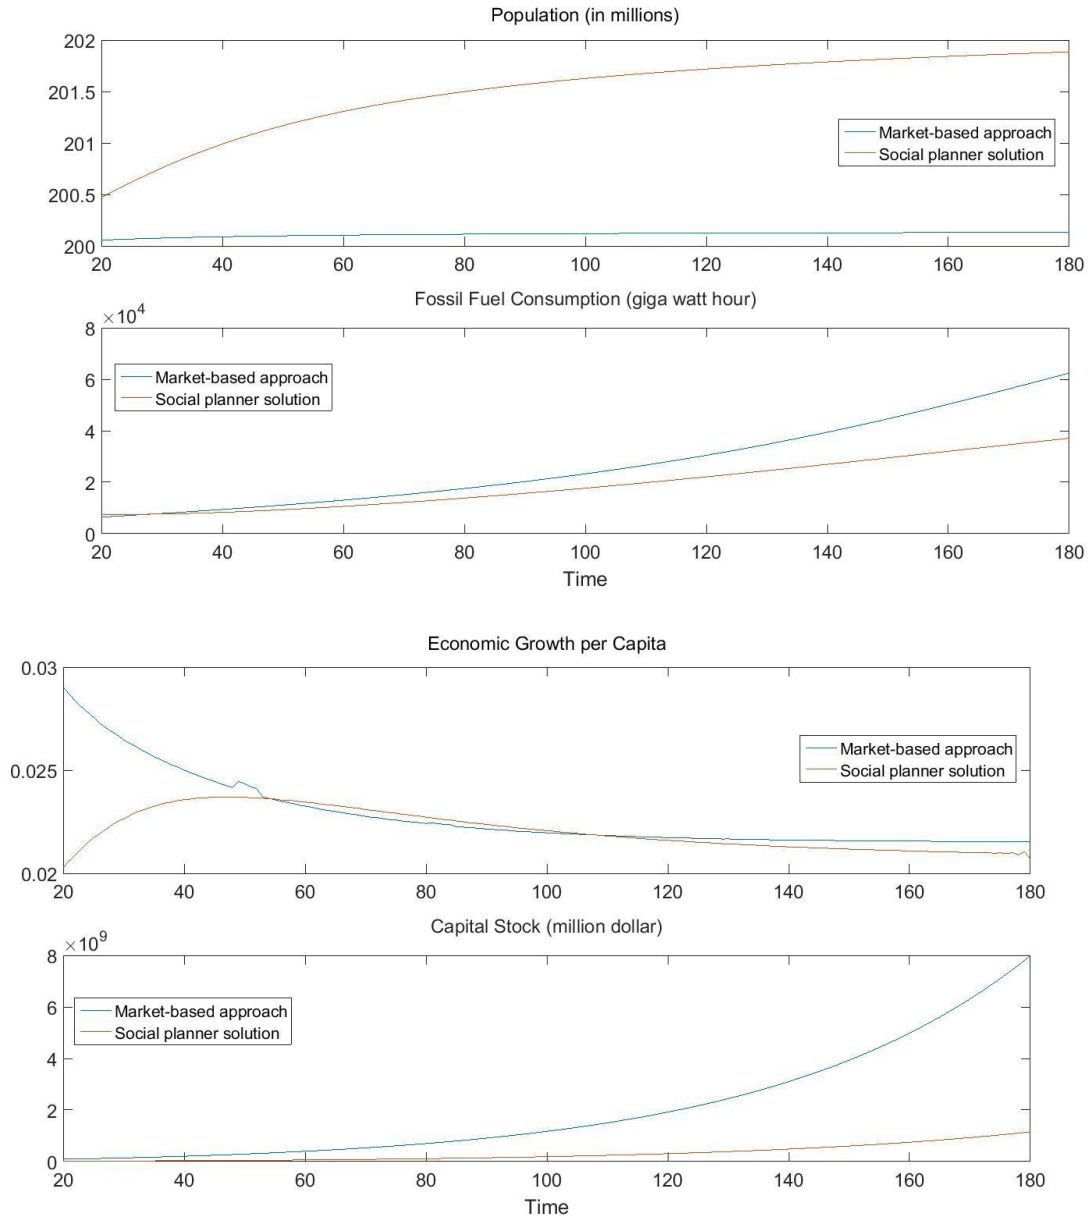 Population (in millions)
202
201.5
201
200.5
200
Market-based approach
Social planner solution
20 40 60 80 100 120 140 160 180
Fossil Fuel Consumption (giga watt hour)
×10⁴
8
6
4
2
0
Market-based approach
Social planner solution
20 40 60 80 100 120 140 160 180
Time
Economic Growth per Capita
0.03
0.025
0.02
Market-based approach
Social planner solution
20 40 60 80 100 120 140 160 180
Capital Stock (million dollar)
×10⁹
8
6
4
2
0
Market-based approach
Social planner solution
20 40 60 80 100 120 140 160 180
Time